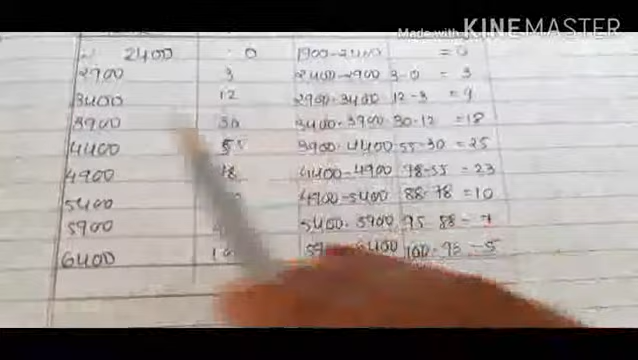 Made with KINEMASTER
2400 0 1900-2400 = 0
2900 3 2400-2900 3-0 = 3
3400 12 2900-3400 12-3 = 9
3900 30 3400-3900 30-12 = 18
4400 55 3900-4400 55-30 = 25
4900 78 4400-4900 78-55 = 23
5400 4900-5400 88-78 = 10
5900 5400-5900 95 88 = 7
6400 100-95 = 5